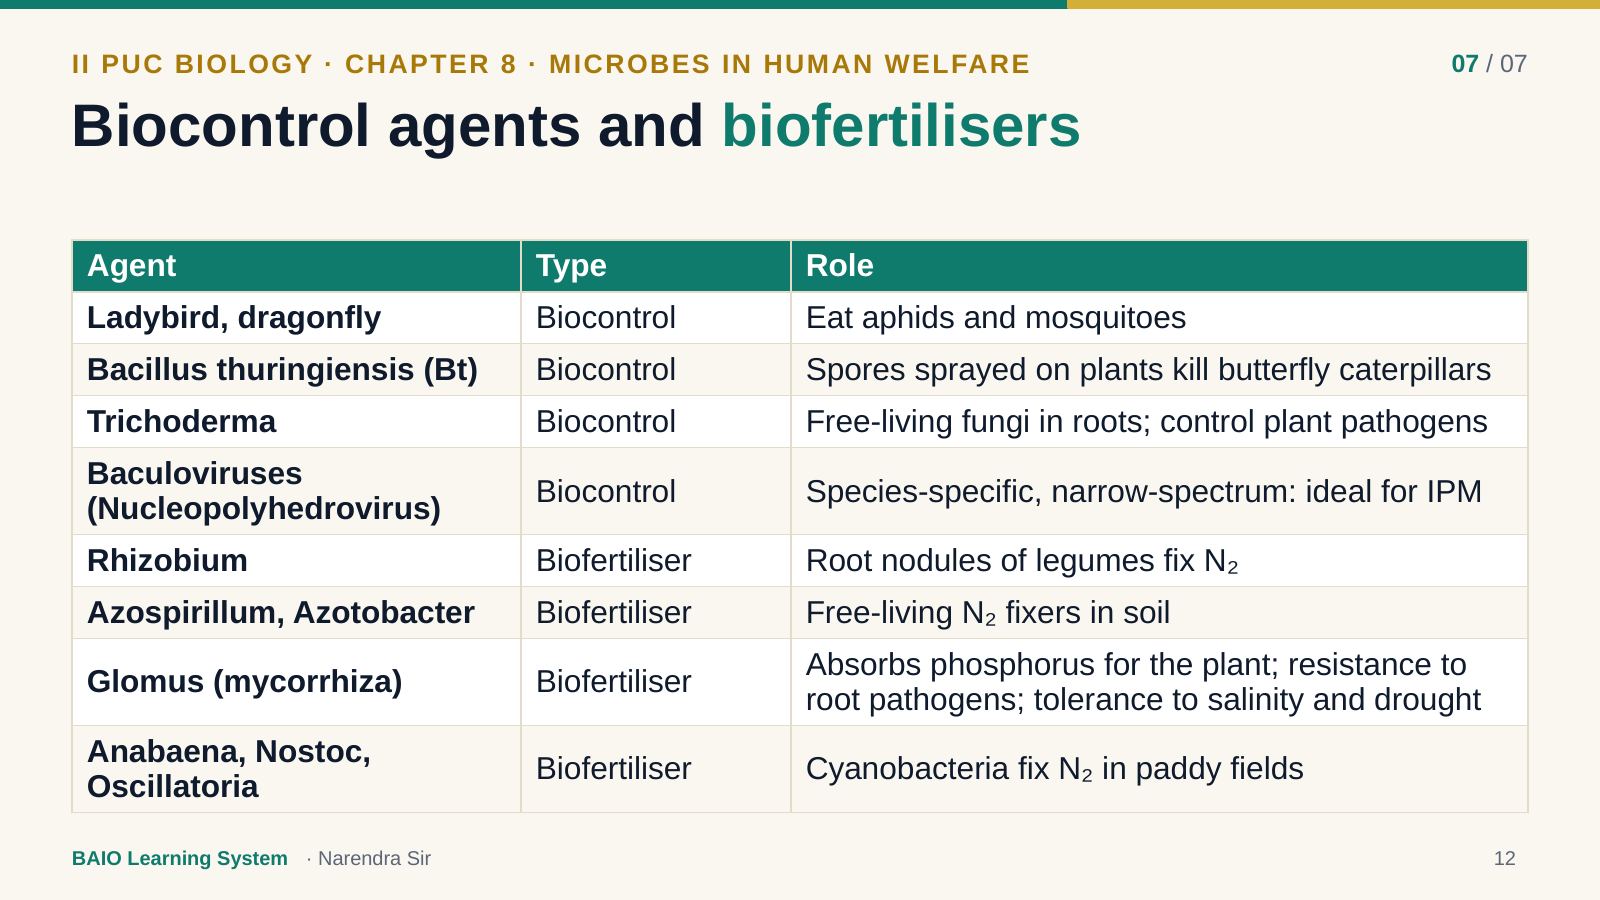 II PUC BIOLOGY · CHAPTER 8 · MICROBES IN HUMAN WELFARE
07 / 07
Biocontrol agents and biofertilisers
Agent Type Role
Ladybird, dragonfly Biocontrol Eat aphids and mosquitoes
Bacillus thuringiensis (Bt) Biocontrol Spores sprayed on plants kill butterfly caterpillars
Trichoderma Biocontrol Free-living fungi in roots; control plant pathogens
Baculoviruses
(Nucleopolyhedrovirus) Biocontrol Species-specific, narrow-spectrum: ideal for IPM
Rhizobium Biofertiliser Root nodules of legumes fix N₂
Azospirillum, Azotobacter Biofertiliser Free-living N₂ fixers in soil
Glomus (mycorrhiza) Biofertiliser Absorbs phosphorus for the plant; resistance to
root pathogens; tolerance to salinity and drought
Anabaena, Nostoc,
Oscillatoria Biofertiliser Cyanobacteria fix N₂ in paddy fields
BAIO Learning System · Narendra Sir
12